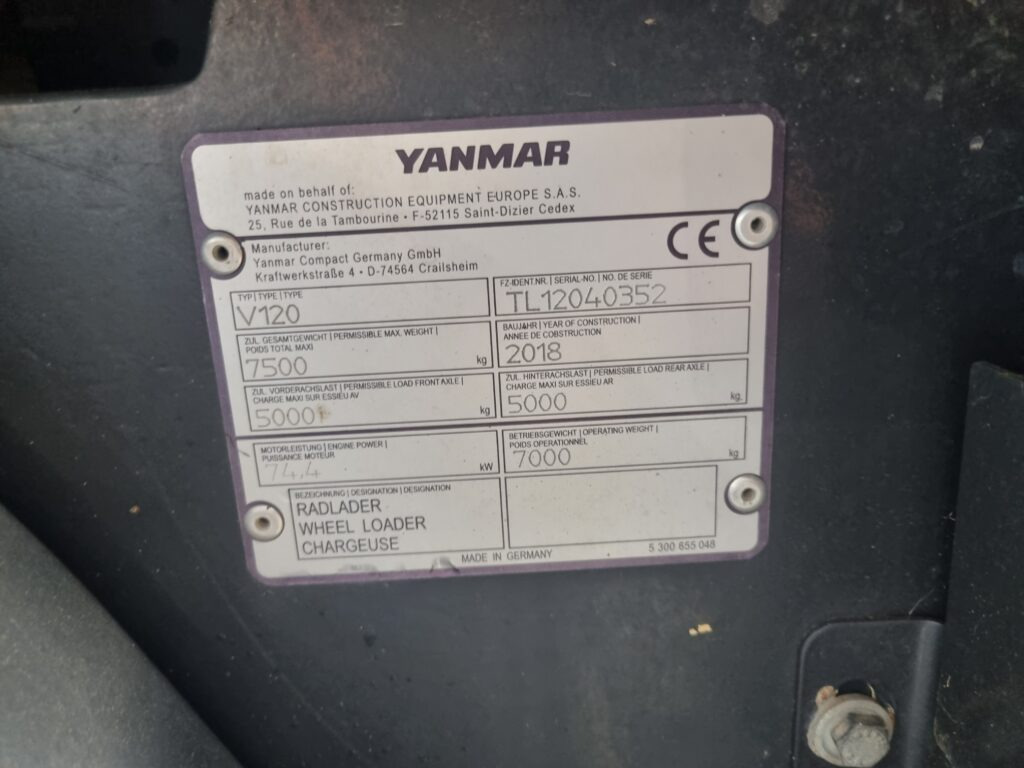 YANMAR
made on behalf of:
YANMAR CONSTRUCTION EQUIPMENT EUROPE S.A.S.
25, Rue de la Tambourine • F-52115 Saint-Dizier Cedex
Manufacturer:
Yanmar Compact Germany GmbH
Kraftwerkstraße 4 • D-74564 Crailsheim
CE
TYP | TYPE | TYPE
V120
FZ-IDENT.NR. | SERIAL-NO. | NO. DE SERIE
TL12040352
ZUL. GESAMTGEWICHT | PERMISSIBLE MAX. WEIGHT |
POIDS TOTAL MAXI
7500 kg
BAUJAHR | YEAR OF CONSTRUCTION |
ANNEE DE COBSTRUCTION
2018
ZUL. VORDERACHSLAST | PERMISSIBLE LOAD FRONT AXLE |
CHARGE MAXI SUR ESSIEU AV
5000 kg
ZUL. HINTERACHSLAST | PERMISSIBLE LOAD REAR AXLE |
CHARGE MAXI SUR ESSIEU AR
5000 kg
MOTORLEISTUNG | ENGINE POWER |
PUISSANCE MOTEUR
74,4 kW
BETRIEBSGEWICHT | OPERATING WEIGHT |
POIDS OPERATIONNEL
7000 kg
BEZEICHNUNG | DESIGNATION | DESIGNATION
RADLADER
WHEEL LOADER
CHARGEUSE
MADE IN GERMANY
5 300 655 048